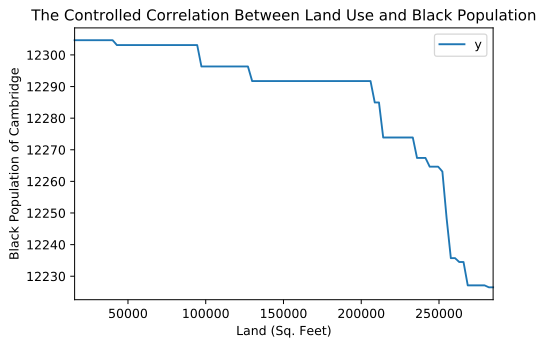 The Controlled Correlation Between Land Use and Black Population
y
12300
12290
12280
12270
12260
12250
12240
12230
Black Population of Cambridge
50000 100000 150000 200000 250000
Land (Sq. Feet)